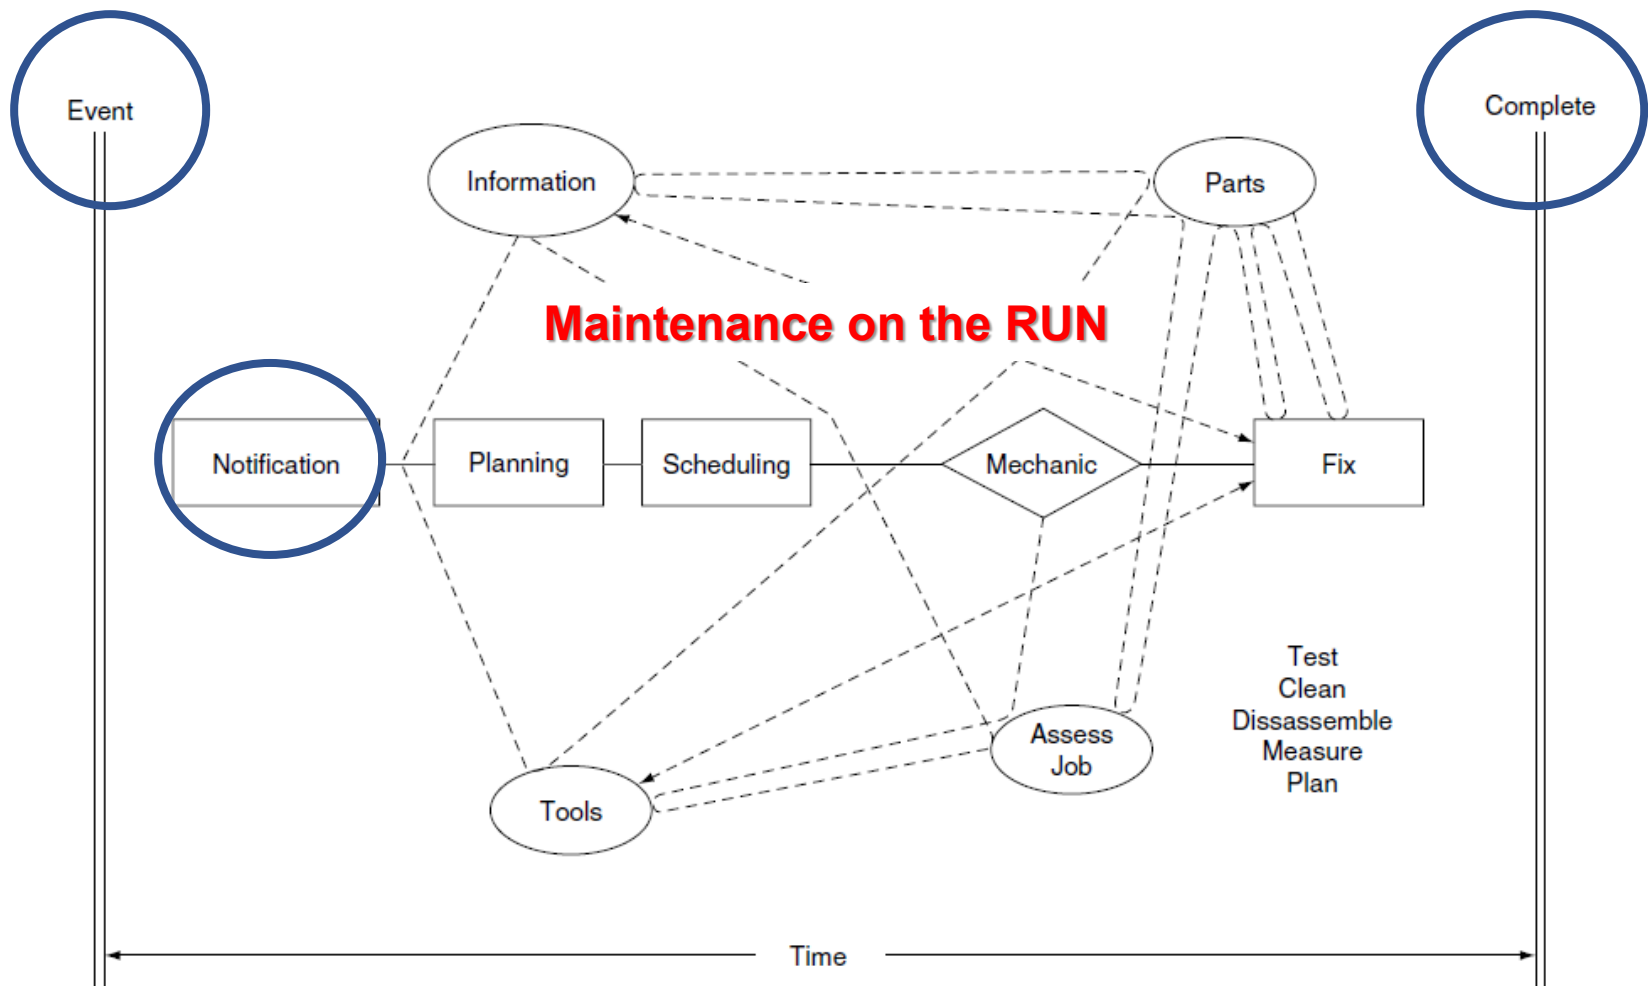 Event
Complete
Information
Parts
Maintenance on the RUN
Notification
Planning
Scheduling
Mechanic
Fix
Test
Clean
Dissassemble
Measure
Plan
Assess
Job
Tools
Time